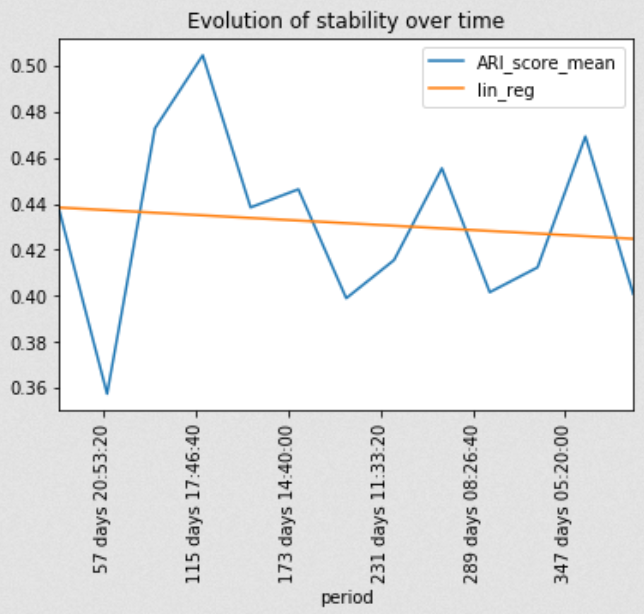 Evolution of stability over time
ARI_score_mean
lin_reg
0.50
0.48
0.46
0.44
0.42
0.40
0.38
0.36
57 days 20:53:20
115 days 17:46:40
173 days 14:40:00
231 days 11:33:20
289 days 08:26:40
347 days 05:20:00
period